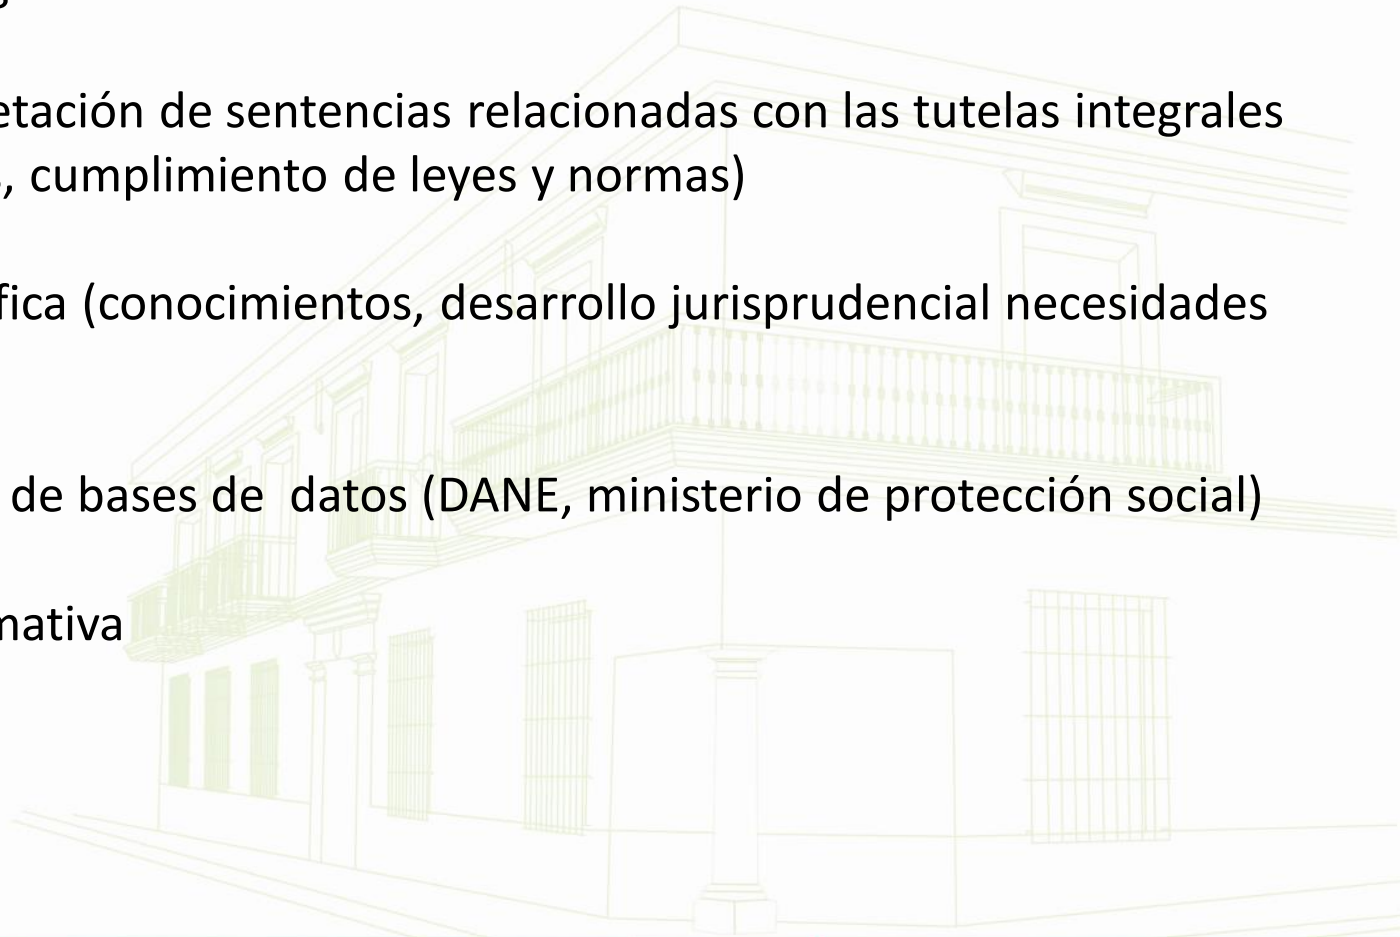 etación de sentencias relacionadas con las tutelas integrales
, cumplimiento de leyes y normas)
fica (conocimientos, desarrollo jurisprudencial necesidades
de bases de  datos (DANE, ministerio de protección social)
mativa